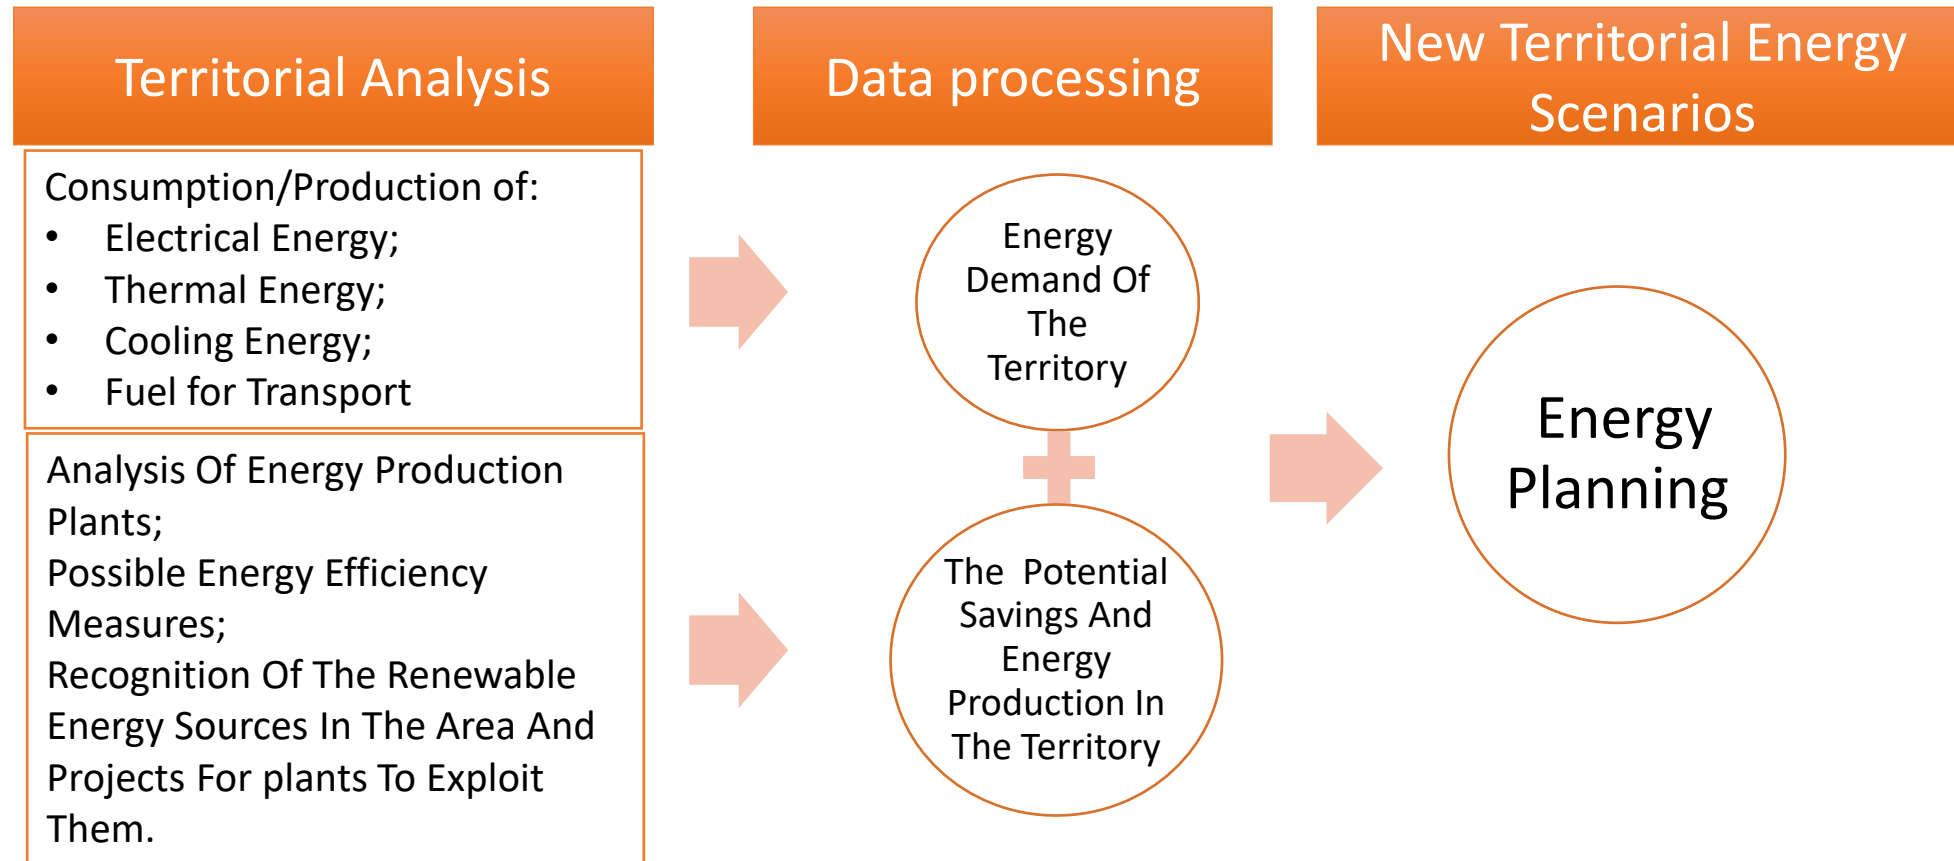 Territorial Analysis
Consumption/Production of:
• Electrical Energy;
• Thermal Energy;
• Cooling Energy;
• Fuel for Transport
Analysis Of Energy Production
Plants;
Possible Energy Efficiency
Measures;
Recognition Of The Renewable
Energy Sources In The Area And
Projects For plants To Exploit
Them.
Data processing
Energy
Demand Of
The
Territory
The Potential
Savings And
Energy
Production In
The Territory
New Territorial Energy
Scenarios
Energy
Planning